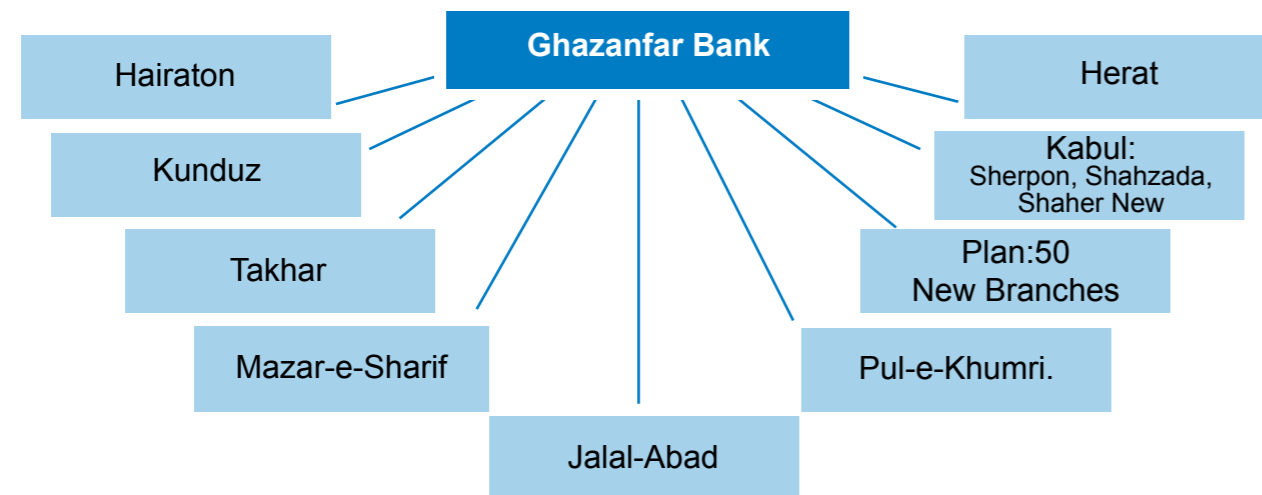 Ghazanfar Bank
Hairaton
Herat
Kunduz
Kabul:
Sherpon, Shahzada,
Shaher New
Takhar
Plan:50
New Branches
Mazar-e-Sharif
Pul-e-Khumri.
Jalal-Abad